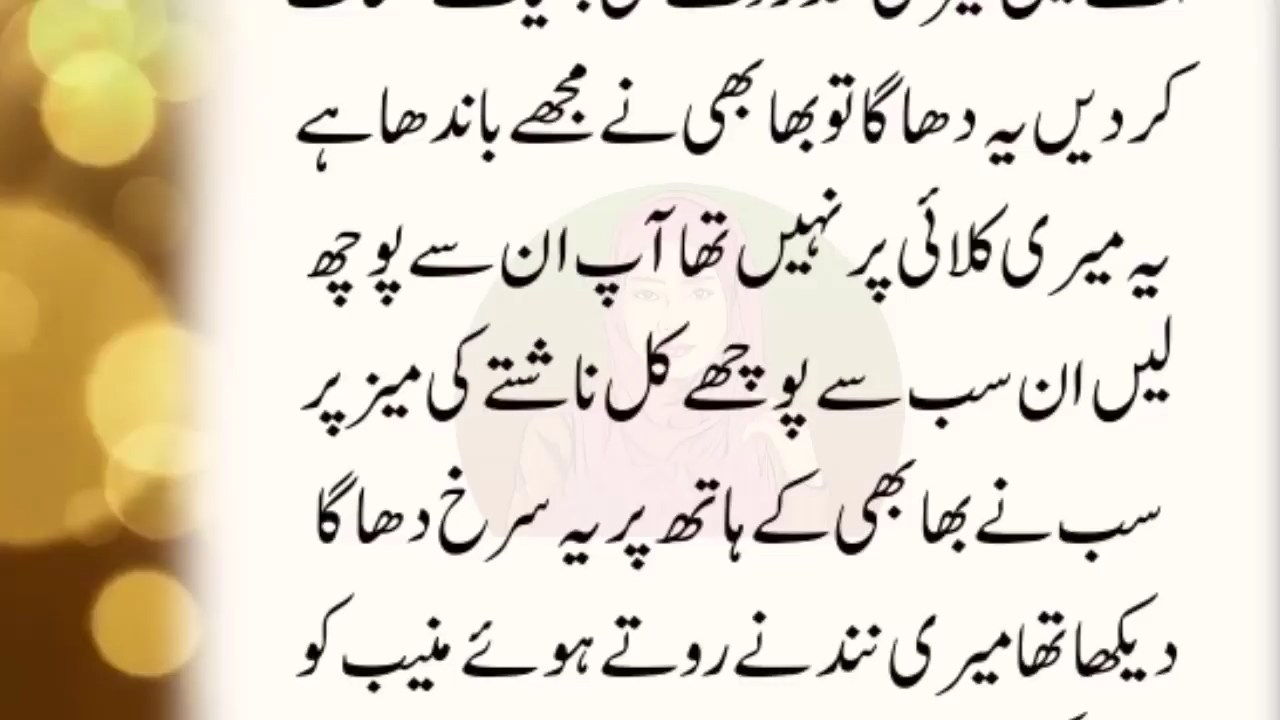 کر دیں یہ دھاگا تو بھابھی نے مجھے باندھا ہے
یہ میری کلائی پر نہیں تھا آپ ان سے پوچھ
لیں ان سب سے پوچھے کل ناشتے کی میز پر
سب نے بھابھی کے ہاتھ پر یہ سرخ دھاگا
دیکھا تھا میری نند نے روتے ہوئے منیب کو